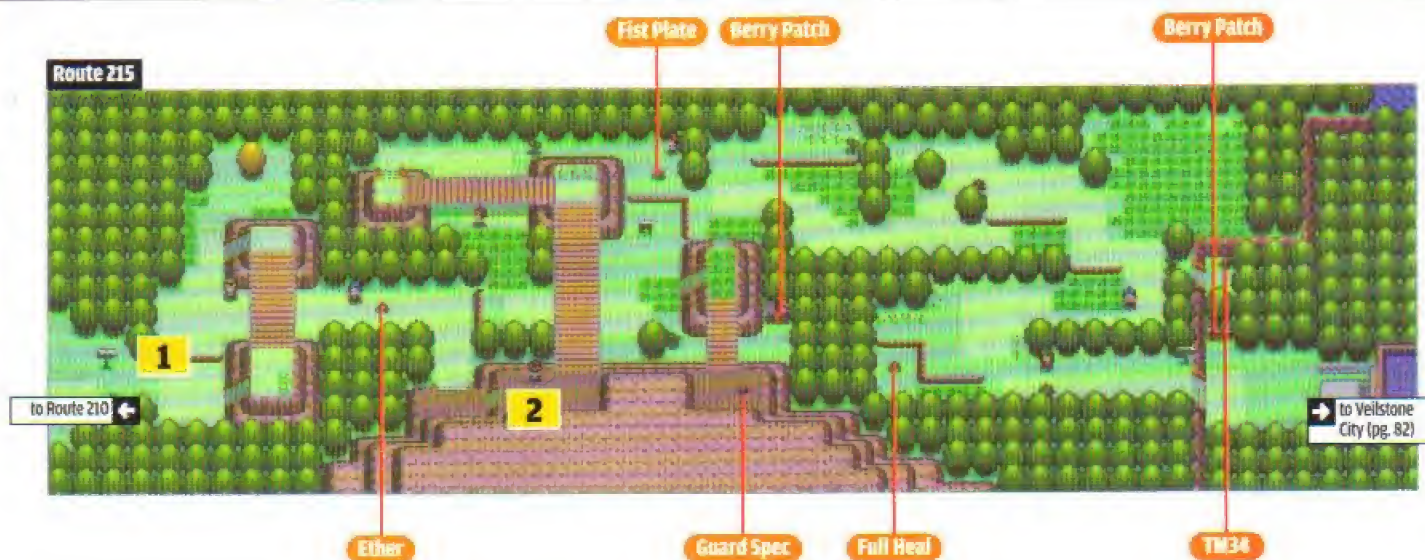 Fist Plate
Berry Patch
Berry Patch
Route 215
1
to Route 210
2
to Veilstone
City (pg. 82)
Ether
Guard Spec
Full Heal
TM34